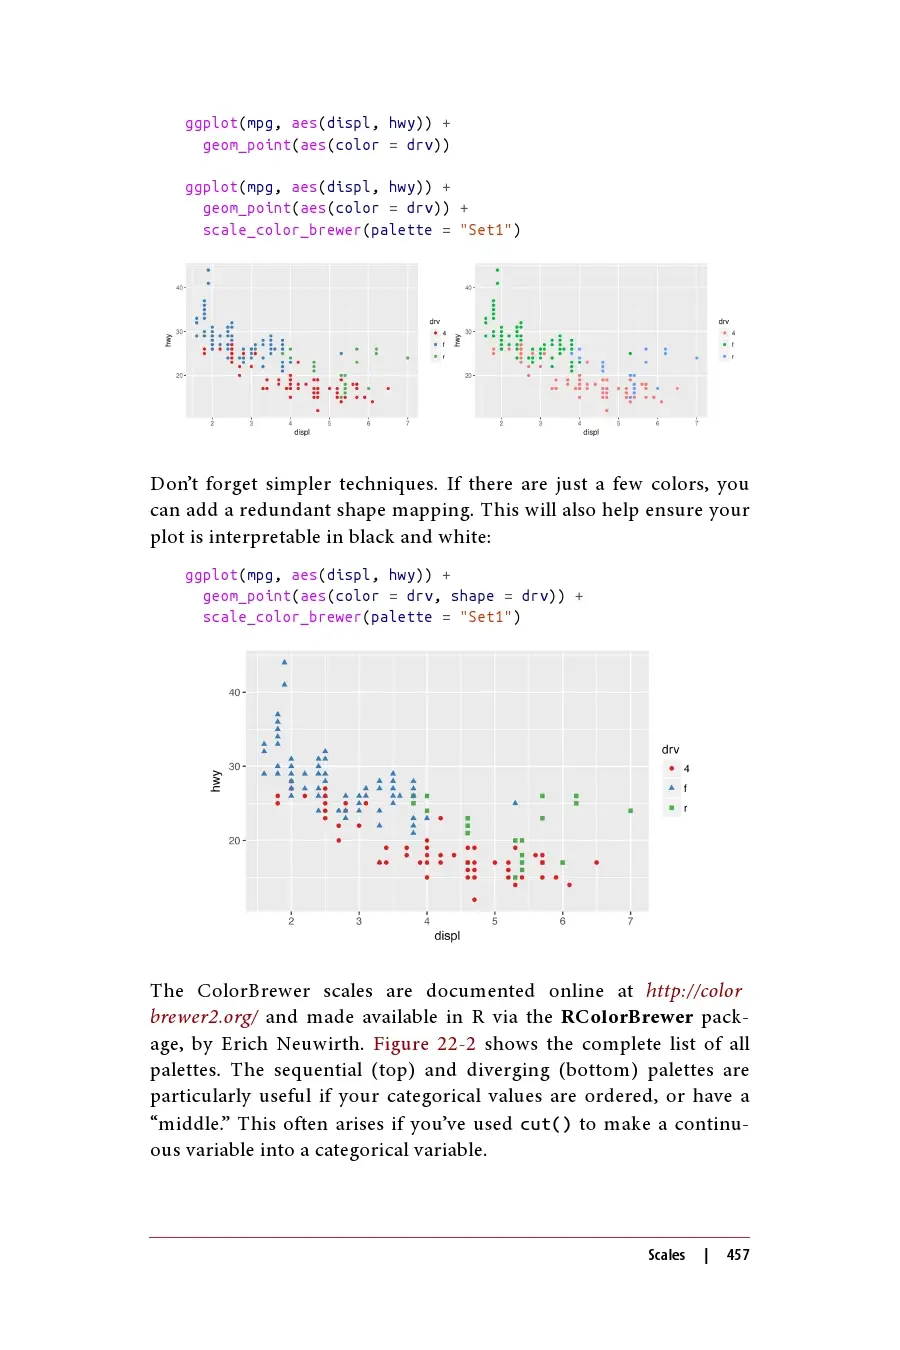 ggplot(mpg, aes(displ, hwy)) +
geom_point(aes(color = drv))
ggplot(mpg, aes(displ, hwy)) +
geom_point(aes(color = drv)) +
scale_color_brewer(palette = "Set1")
40
30
20
hwy
2 3 4 5 6 7
displ
drv
4
f
r
40
30
20
hwy
2 3 4 5 6 7
displ
drv
4
f
r
Don’t forget simpler techniques. If there are just a few colors, you
can add a redundant shape mapping. This will also help ensure your
plot is interpretable in black and white:
ggplot(mpg, aes(displ, hwy)) +
geom_point(aes(color = drv, shape = drv)) +
scale_color_brewer(palette = "Set1")
40
30
20
hwy
2 3 4 5 6 7
displ
drv
4
f
r
The ColorBrewer scales are documented online at http://color
brewer2.org/ and made available in R via the RColorBrewer pack-
age, by Erich Neuwirth. Figure 22-2 shows the complete list of all
palettes. The sequential (top) and diverging (bottom) palettes are
particularly useful if your categorical values are ordered, or have a
“middle.” This often arises if you’ve used cut() to make a continu-
ous variable into a categorical variable.
Scales | 457